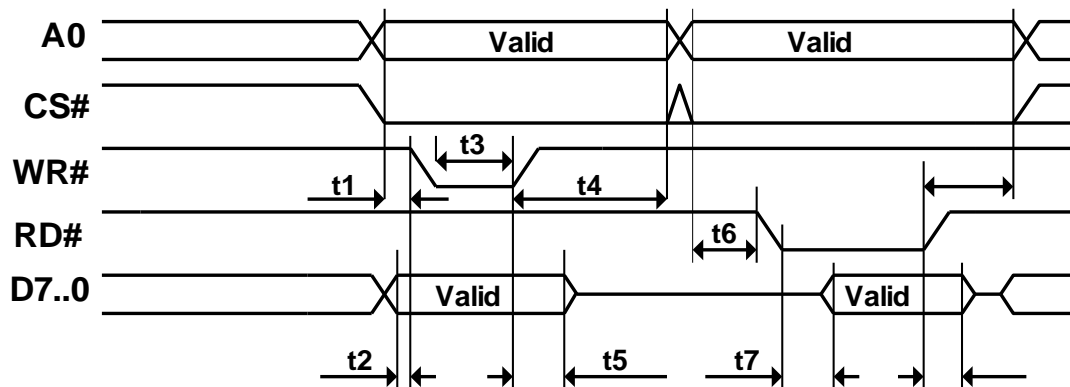 A0 Valid Valid
CS#
t3
WR#
t1 t4
RD# t6
D7..0 Valid Valid
t2 t5 t7